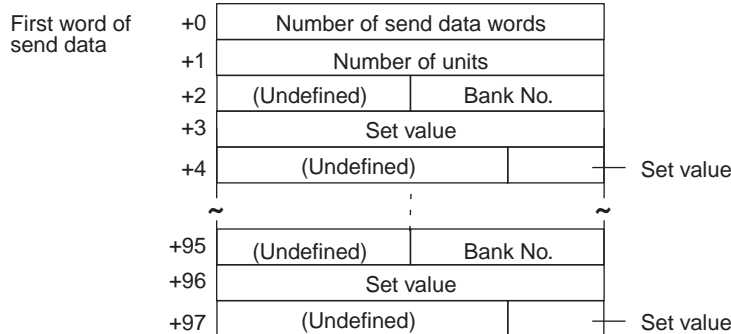 First word of
send data
+0 Number of send data words
+1 Number of units
+2 (Undefined) Bank No.
+3 Set value
+4 (Undefined) Set value
~ ~
+95 (Undefined) Bank No.
+96 Set value
+97 (Undefined) Set value